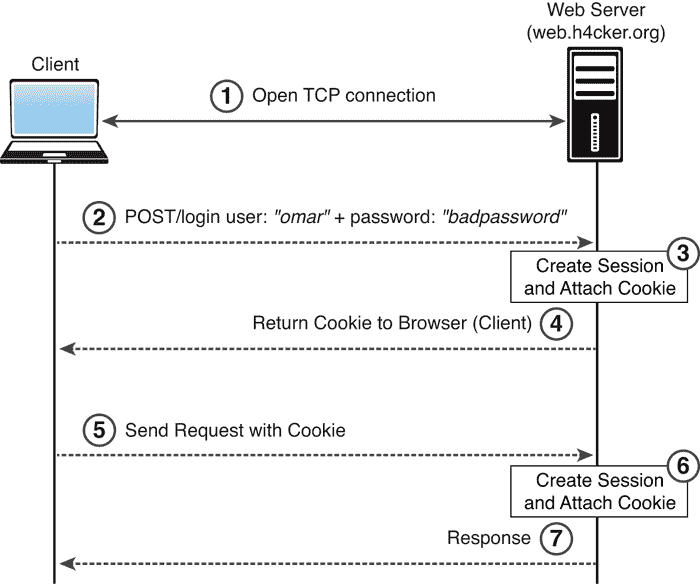 Web Server
(web.h4cker.org)
Client
1 Open TCP connection
2 POST/login user: "omar" + password: "badpassword"
3
Create Session
and Attach Cookie
Return Cookie to Browser (Client) 4
5 Send Request with Cookie
6
Create Session
and Attach Cookie
Response 7